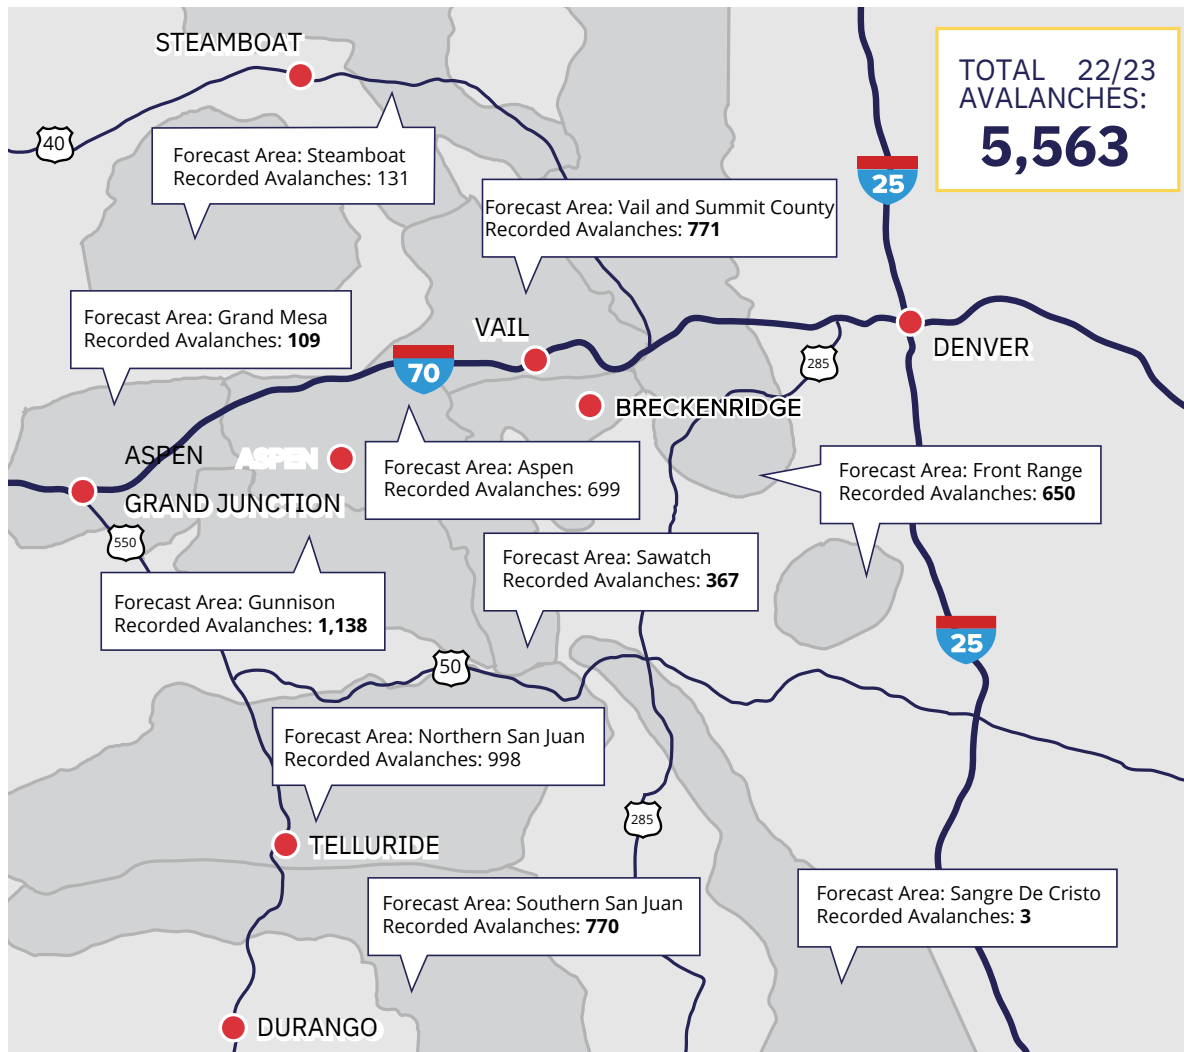 STEAMBOAT
TOTAL 22/23
AVALANCHES:
5,563
40
Forecast Area: Steamboat
Recorded Avalanches: 131
25
Forecast Area: Vail and Summit County
Recorded Avalanches: 771
Forecast Area: Grand Mesa
Recorded Avalanches: 109
VAIL
70
285
DENVER
BRECKENRIDGE
ASPEN
ASPEN
Forecast Area: Aspen
Recorded Avalanches: 699
Forecast Area: Front Range
Recorded Avalanches: 650
GRAND JUNCTION
550
Forecast Area: Sawatch
Recorded Avalanches: 367
Forecast Area: Gunnison
Recorded Avalanches: 1,138
25
50
Forecast Area: Northern San Juan
Recorded Avalanches: 998
285
TELLURIDE
Forecast Area: Southern San Juan
Recorded Avalanches: 770
Forecast Area: Sangre De Cristo
Recorded Avalanches: 3
DURANGO